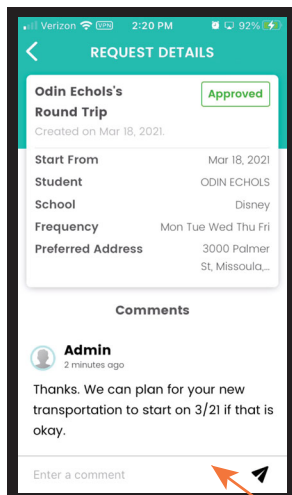 Verizon VPN 2:20 PM 92%
REQUEST DETAILS
Odin Echols's
Round Trip
Approved
Created on Mar 18, 2021.
Start From Mar 18, 2021
Student ODIN ECHOLS
School Disney
Frequency Mon Tue Wed Thu Fri
Preferred Address 3000 Palmer
St, Missoula,...
Comments
Admin
2 minutes ago
Thanks. We can plan for your new
transportation to start on 3/21 if that is
okay.
Enter a comment